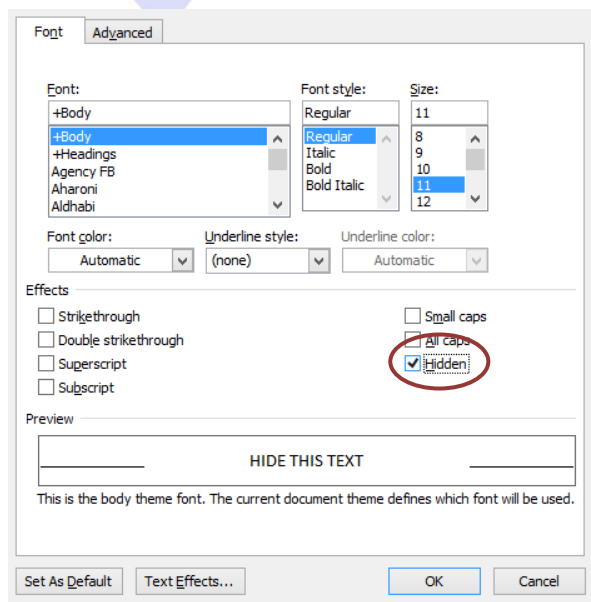 Font Advanced
Font: Font style: Size:
+Body Regular 11
+Body Regular 8
+Headings Italic 9
Agency FB Bold 10
Aharoni Bold Italic 11
Aldhabi 12
Font color: Underline style: Underline color:
Automatic (none) Automatic
Effects
Strikethrough Small caps
Double strikethrough All caps
Superscript Hidden
Subscript
Preview
HIDE THIS TEXT
This is the body theme font. The current document theme defines which font will be used.
Set As Default Text Effects... OK Cancel